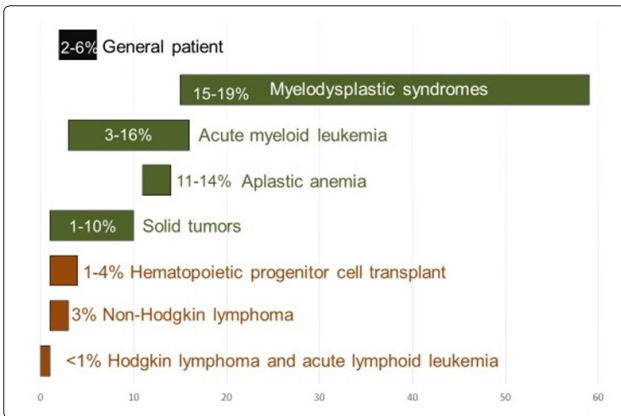 2-6% General patient
15-19% Myelodysplastic syndromes
3-16% Acute myeloid leukemia
11-14% Aplastic anemia
1-10% Solid tumors
1-4% Hematopoietic progenitor cell transplant
3% Non-Hodgkin lymphoma
<1% Hodgkin lymphoma and acute lymphoid leukemia
0 10 20 30 40 50 60